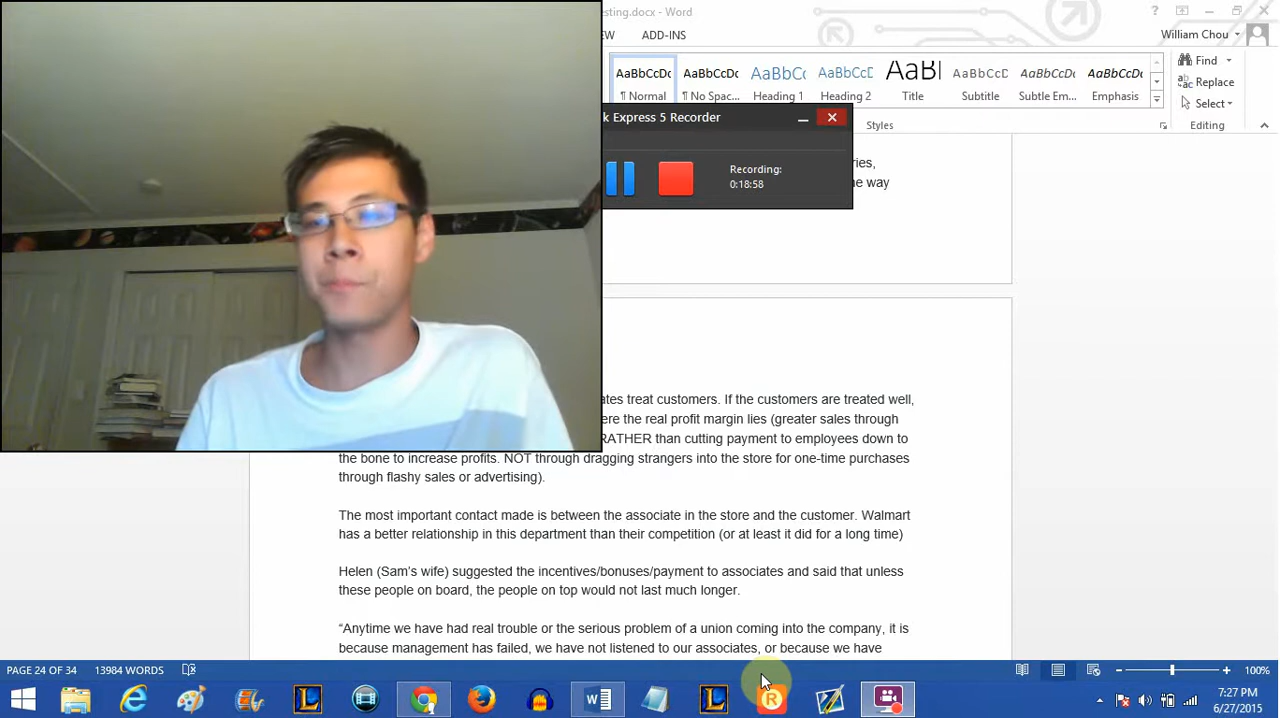 sting.docx - Word
EW
ADD-INS
William Chou
AaBbCcDc
AaBbCcDc
AaBbCc
AaBbCcD
AaBl
AaBbCcD
AaBbCcDc
AaBbCcDc
¶ Normal
¶ No Spac...
Heading 1
Heading 2
Title
Subtitle
Subtle Em...
Emphasis
Styles
Find
Replace
Select
Editing
k Express 5 Recorder
Recording:
0:18:58
ries,
e way
ates treat customers. If the customers are treated well,
ere the real profit margin lies (greater sales through
RATHER than cutting payment to employees down to
the bone to increase profits. NOT through dragging strangers into the store for one-time purchases
through flashy sales or advertising).
The most important contact made is between the associate in the store and the customer. Walmart
has a better relationship in this department than their competition (or at least it did for a long time)
Helen (Sam's wife) suggested the incentives/bonuses/payment to associates and said that unless
these people on board, the people on top would not last much longer.
“Anytime we have had real trouble or the serious problem of a union coming into the company, it is
because management has failed, we have not listened to our associates, or because we have
PAGE 24 OF 34
13984 WORDS
100%
7:27 PM
6/27/2015